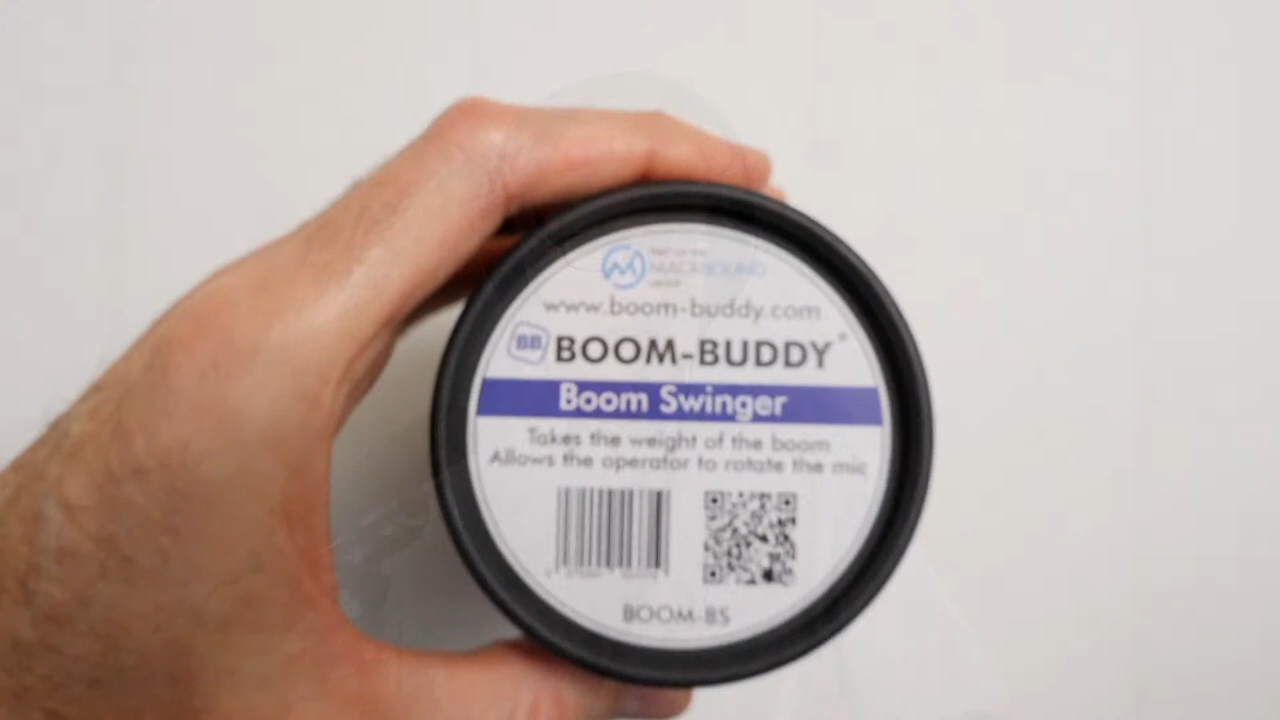 www.boom-buddy.com
BB BOOM-BUDDY
Boom Swinger
Takes the weight of the boom
Allows the operator to rotate the mic
BOOM-BS